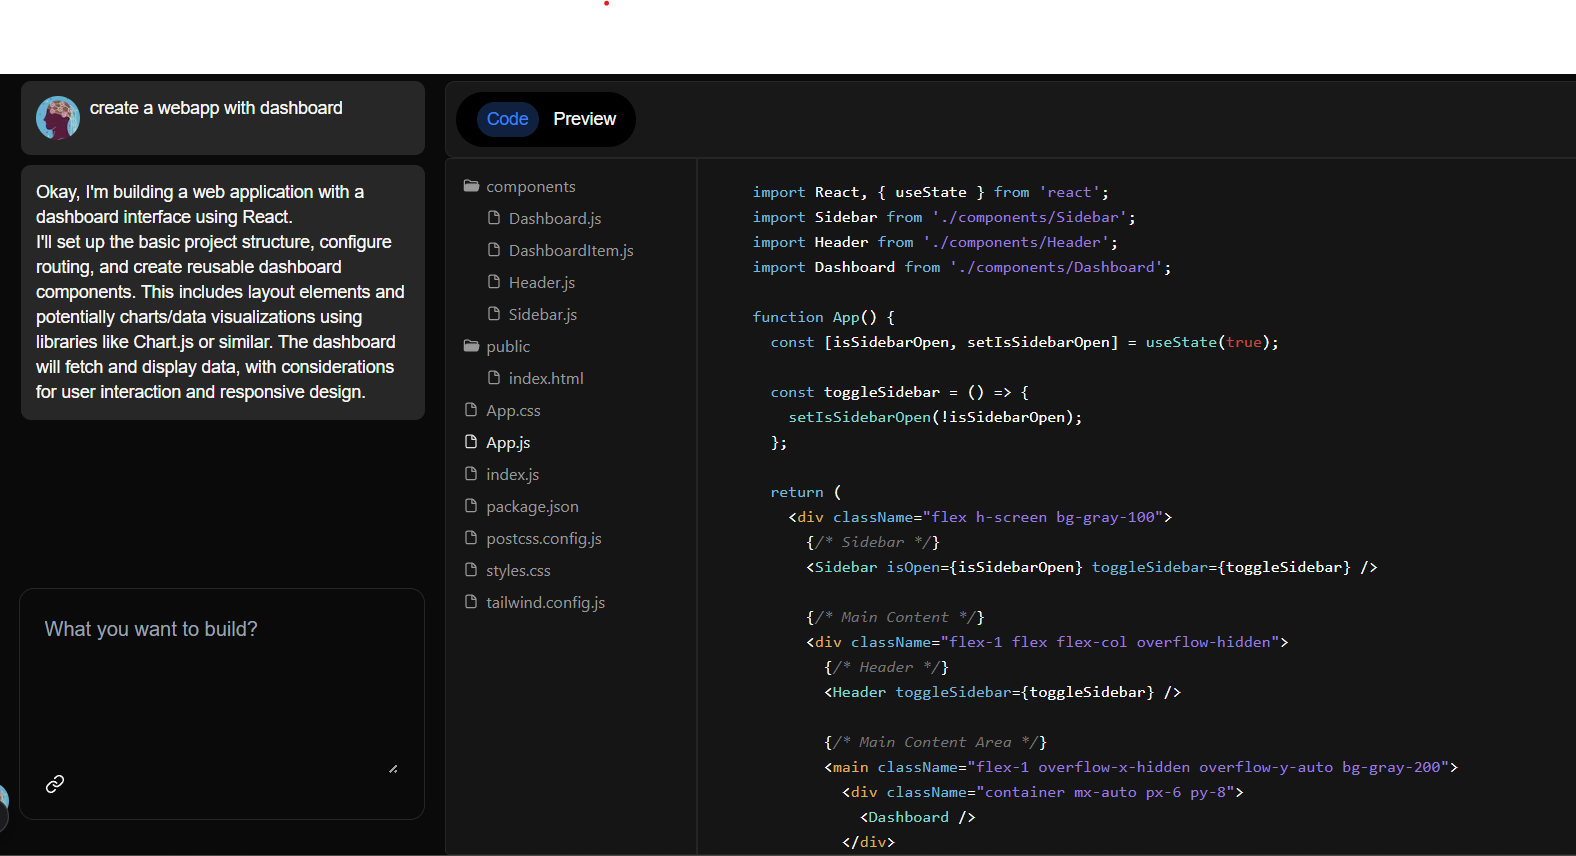 create a webapp with dashboard
Okay, I'm building a web application with a
dashboard interface using React.
I'll set up the basic project structure, configure
routing, and create reusable dashboard
components. This includes layout elements and
potentially charts/data visualizations using
libraries like Chart.js or similar. The dashboard
will fetch and display data, with considerations
for user interaction and responsive design.
What you want to build?
Code Preview
components
Dashboard.js
DashboardItem.js
Header.js
Sidebar.js
public
index.html
App.css
App.js
index.js
package.json
postcss.config.js
styles.css
tailwind.config.js
import React, { useState } from 'react';
import Sidebar from './components/Sidebar';
import Header from './components/Header';
import Dashboard from './components/Dashboard';
function App() {
const [isSidebarOpen, setIsSidebarOpen] = useState(true);
const toggleSidebar = () => {
setIsSidebarOpen(!isSidebarOpen);
};
return (
<div className="flex h-screen bg-gray-100">
{/* Sidebar */}
<Sidebar isOpen={isSidebarOpen} toggleSidebar={toggleSidebar} />
{/* Main Content */}
<div className="flex-1 flex flex-col overflow-hidden">
{/* Header */}
<Header toggleSidebar={toggleSidebar} />
{/* Main Content Area */}
<main className="flex-1 overflow-x-hidden overflow-y-auto bg-gray-200">
<div className="container mx-auto px-6 py-8">
<Dashboard />
</div>